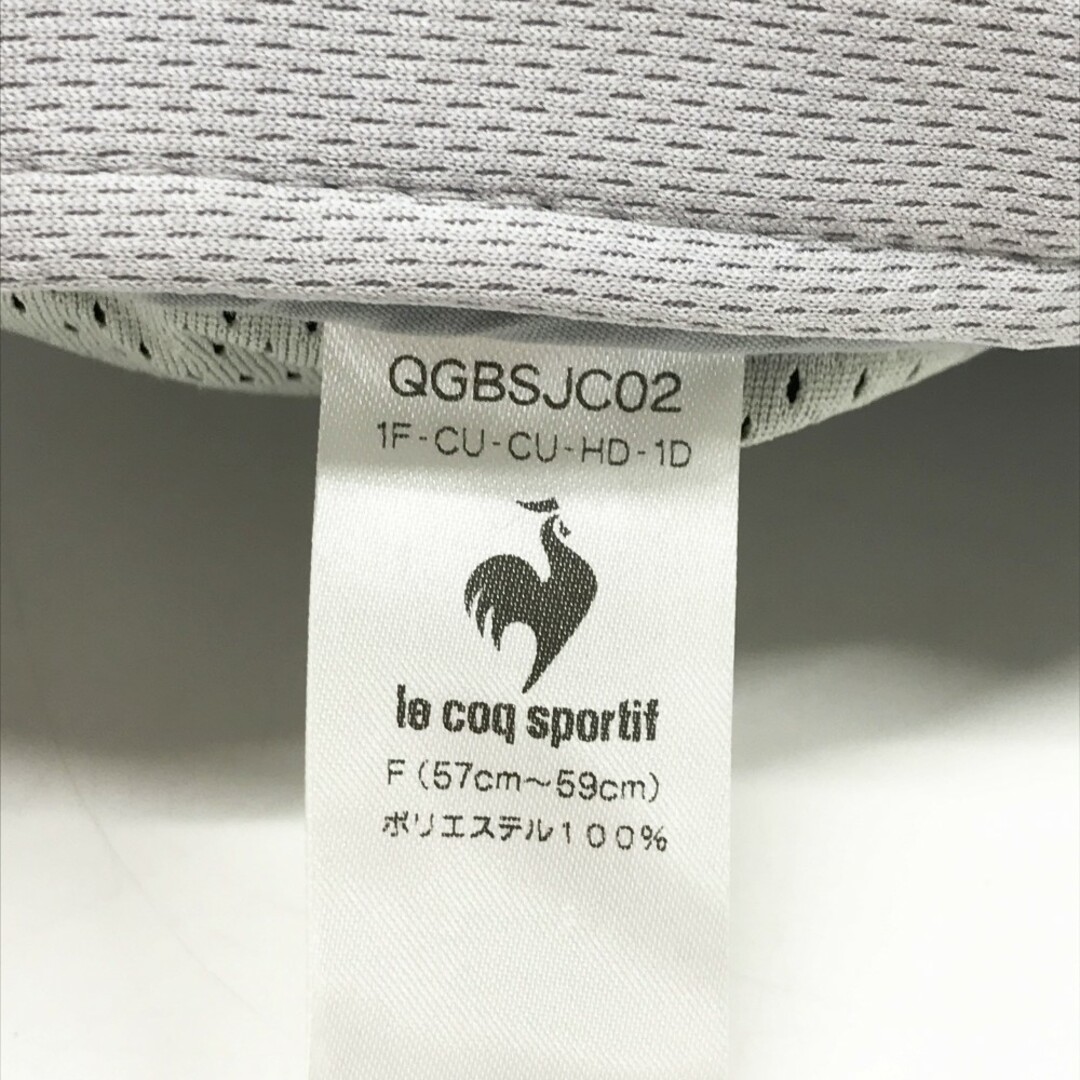 QGBSJC02
1F-CU-CU-HD-1D
le coq sportif
F（57cm～59cm）
ポリエステル１００％